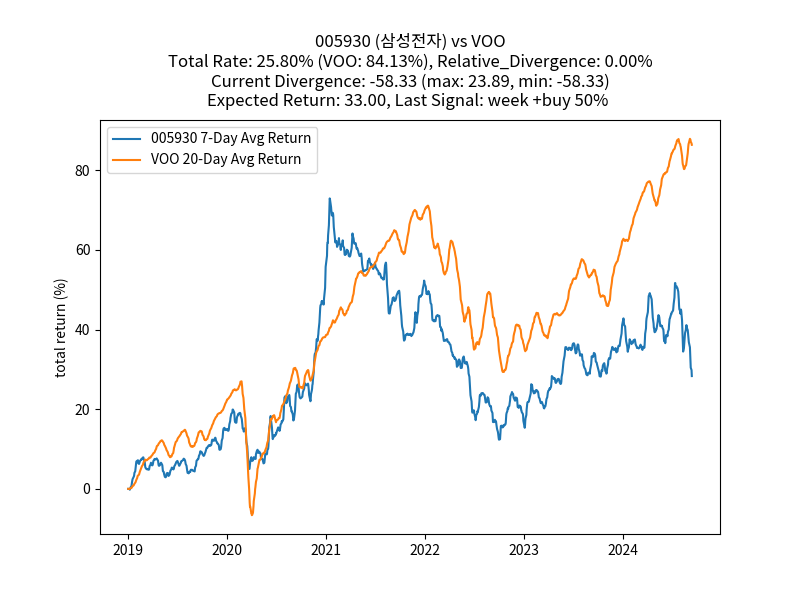 005930 (삼성전자) vs VOO
Total Rate: 25.80% (VOO: 84.13%), Relative_Divergence: 0.00%
Current Divergence: -58.33 (max: 23.89, min: -58.33)
Expected Return: 33.00, Last Signal: week +buy 50%
005930 7-Day Avg Return
VOO 20-Day Avg Return
total return (%)
80
60
40
20
0
2019
2020
2021
2022
2023
2024